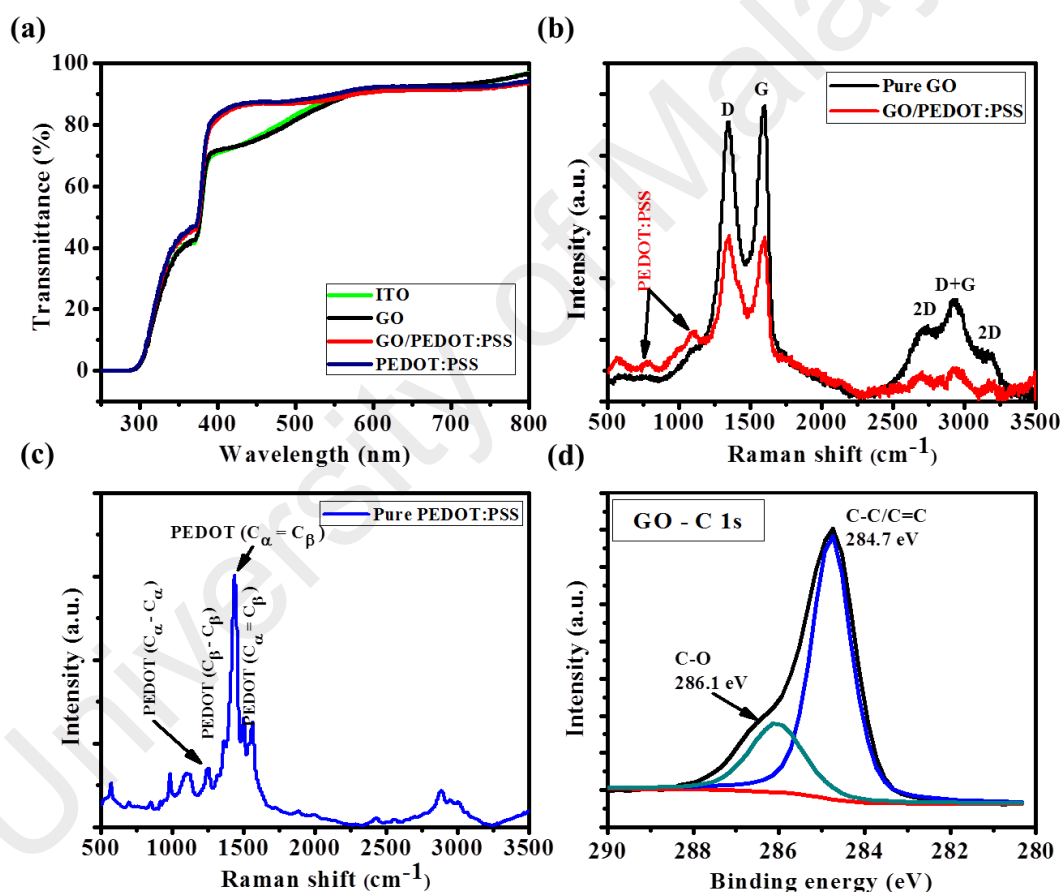 (a)
100
80
60
40
20
0
Transmittance (%)
300 400 500 600 700 800
Wavelength (nm)
ITO
GO
GO/PEDOT:PSS
PEDOT:PSS
(b)
Intensity (a.u.)
Pure GO
GO/PEDOT:PSS
D
G
PEDOT:PSS
2D
D+G
2D
500 1000 1500 2000 2500 3000 3500
Raman shift (cm⁻¹)
(c)
Intensity (a.u.)
Pure PEDOT:PSS
PEDOT (Cα = Cβ)
PEDOT (Cα - Cα)
PEDOT (Cβ - Cβ)
PEDOT (Cα = Cβ)
500 1000 1500 2000 2500 3000 3500
Raman shift (cm⁻¹)
(d)
Intensity (a.u.)
GO - C 1s
C-C/C=C
284.7 eV
C-O
286.1 eV
290 288 286 284 282 280
Binding energy (eV)
University of Malay